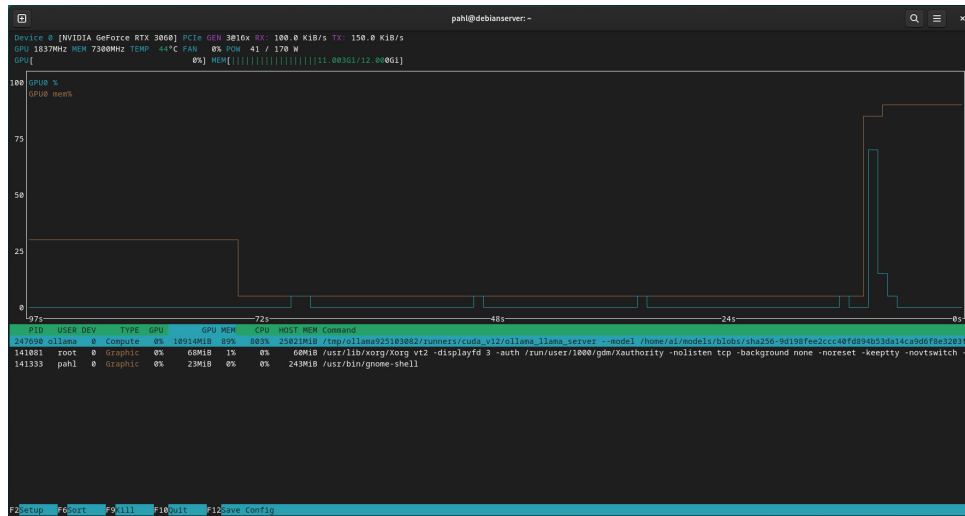 pahl@debianserver: ~
Device 0 [NVIDIA GeForce RTX 3060] PCIe GEN 3@16x RX: 100.0 KiB/s TX: 150.0 KiB/s
GPU 1837MHz MEM 7300MHz TEMP 44°C FAN 0% POW 41 / 170 W
GPU[ 0%] MEM[||||||||||||||||||11.003Gi/12.000Gi]
100 GPU0 %
GPU0 mem%
75
50
25
0
97s 72s 48s 24s 0s
PID USER DEV TYPE GPU GPU MEM CPU HOST MEM Command
247690 ollama 0 Compute 0% 10914MiB 89% 803% 25021MiB /tmp/ollama925103082/runners/cuda_v12/ollama_llama_server --model /home/ai/models/blobs/sha256-9d198fee2ccc40fd894b53da14ca9d6f8e3203f
141081 root 0 Graphic 0% 68MiB 1% 0% 60MiB /usr/lib/xorg/Xorg vt2 -displayfd 3 -auth /run/user/1000/gdm/Xauthority -nolisten tcp -background none -noreset -keeptty -novtswitch -
141333 pahl 0 Graphic 0% 23MiB 0% 0% 243MiB /usr/bin/gnome-shell
F2Setup F6Sort F9Kill F10Quit F12Save Config